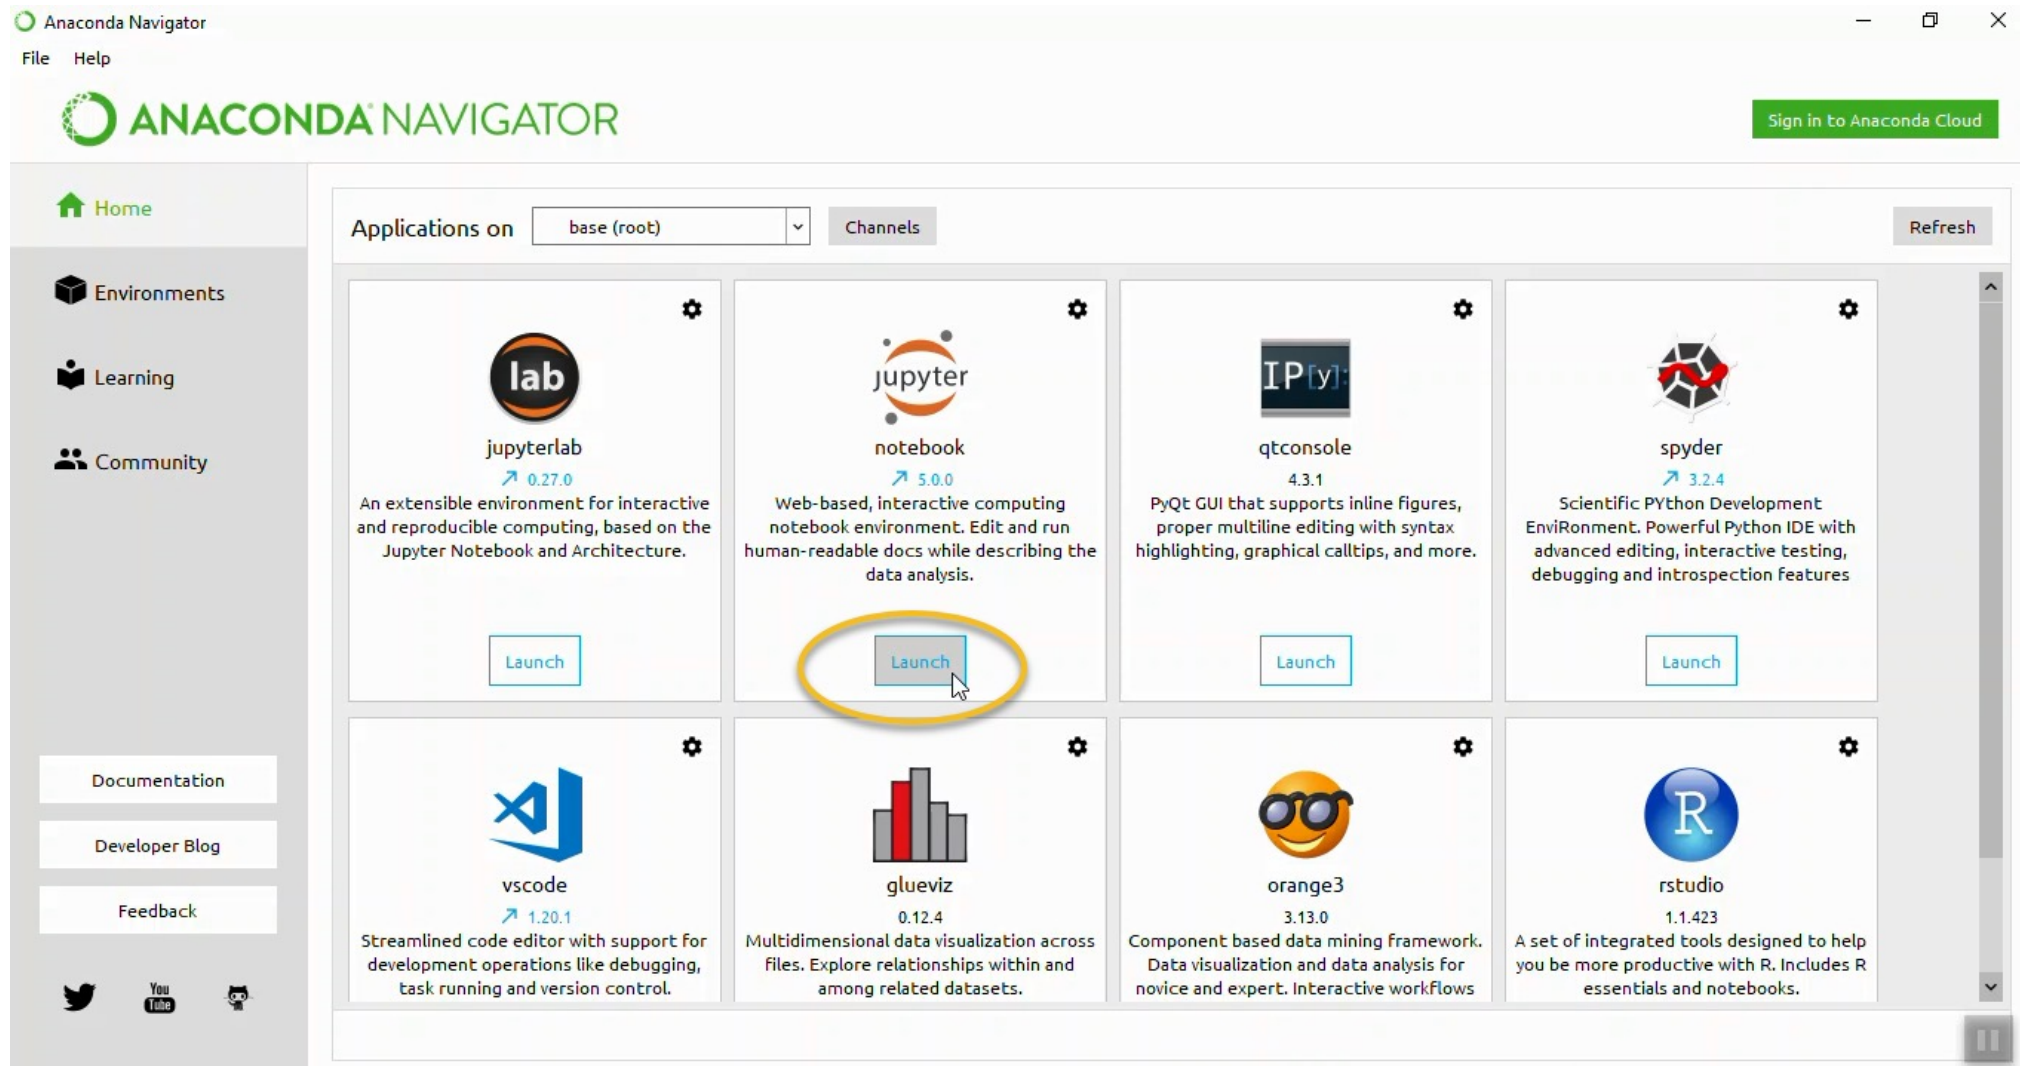 Anaconda Navigator
File Help
ANACONDA NAVIGATOR
Sign in to Anaconda Cloud
Home
Environments
Learning
Community
Documentation
Developer Blog
Feedback
You
Tube
Applications on base (root) Channels Refresh
lab
jupyterlab
0.27.0
An extensible environment for interactive
and reproducible computing, based on the
Jupyter Notebook and Architecture.
Launch
jupyter
notebook
5.0.0
Web-based, interactive computing
notebook environment. Edit and run
human-readable docs while describing the
data analysis.
Launch
IP[y]:
qtconsole
4.3.1
PyQt GUI that supports inline figures,
proper multiline editing with syntax
highlighting, graphical calltips, and more.
Launch
spyder
3.2.4
Scientific PYthon Development
EnviRonment. Powerful Python IDE with
advanced editing, interactive testing,
debugging and introspection features
Launch
vscode
1.20.1
Streamlined code editor with support for
development operations like debugging,
task running and version control.
glueviz
0.12.4
Multidimensional data visualization across
files. Explore relationships within and
among related datasets.
orange3
3.13.0
Component based data mining framework.
Data visualization and data analysis for
novice and expert. Interactive workflows
R
rstudio
1.1.423
A set of integrated tools designed to help
you be more productive with R. Includes R
essentials and notebooks.